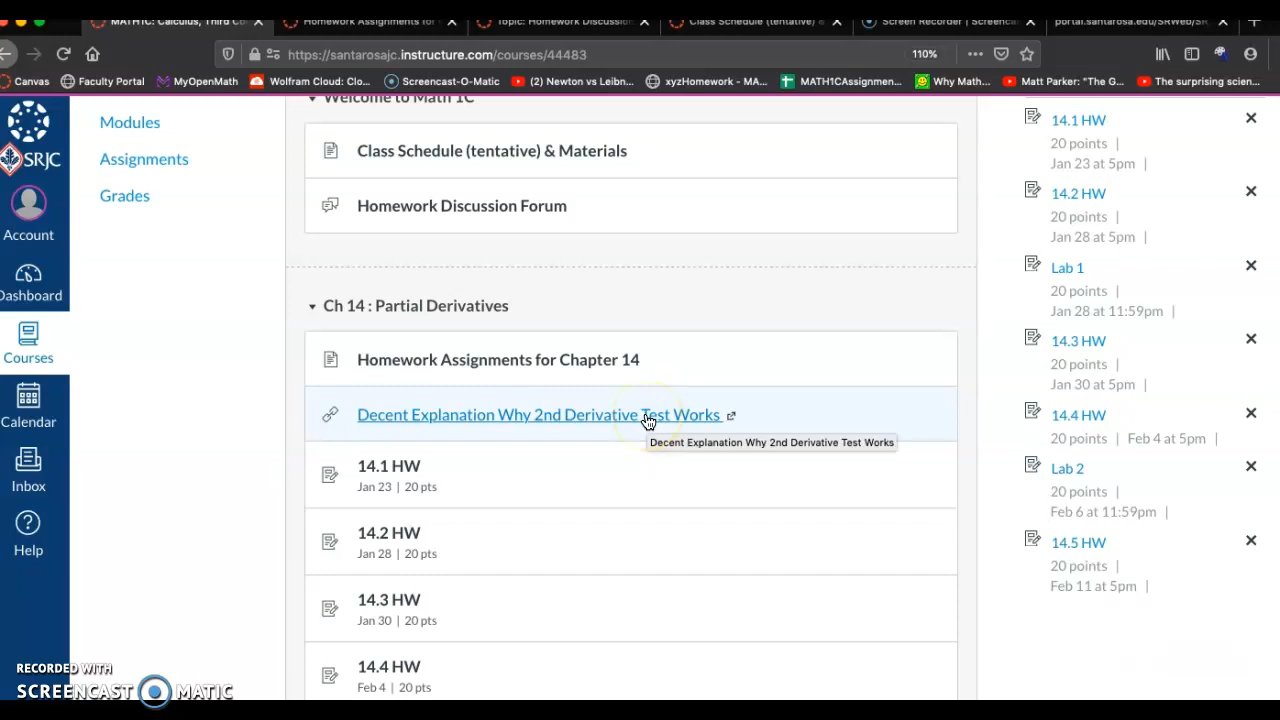 MATH1C: Calculus, Third
Homework Assignments for
Topic: Homework Discussion
Class Schedule (tentative) &
Screen Recorder | Screencast
portal.santarosa.edu/SRWeb/
https://santarosajc.instructure.com/courses/44483
110%
Canvas
Faculty Portal
MyOpenMath
Wolfram Cloud: Clo...
Screencast-O-Matic
(2) Newton vs Leibn...
xyzHomework - MA...
MATH1CAssignmen...
Why Math...
Matt Parker: "The G...
The surprising scien...
SRJC
Account
Dashboard
Courses
Calendar
Inbox
Help
Modules
Assignments
Grades
Welcome to Math 1C
Class Schedule (tentative) & Materials
Homework Discussion Forum
Ch 14 : Partial Derivatives
Homework Assignments for Chapter 14
Decent Explanation Why 2nd Derivative Test Works
Decent Explanation Why 2nd Derivative Test Works
14.1 HW
Jan 23 | 20 pts
14.2 HW
Jan 28 | 20 pts
14.3 HW
Jan 30 | 20 pts
14.4 HW
Feb 4 | 20 pts
14.1 HW
20 points |
Jan 23 at 5pm |
14.2 HW
20 points |
Jan 28 at 5pm |
Lab 1
20 points |
Jan 28 at 11:59pm |
14.3 HW
20 points |
Jan 30 at 5pm |
14.4 HW
20 points | Feb 4 at 5pm |
Lab 2
20 points |
Feb 6 at 11:59pm |
14.5 HW
20 points |
Feb 11 at 5pm |
RECORDED WITH
SCREENCAST MATIC